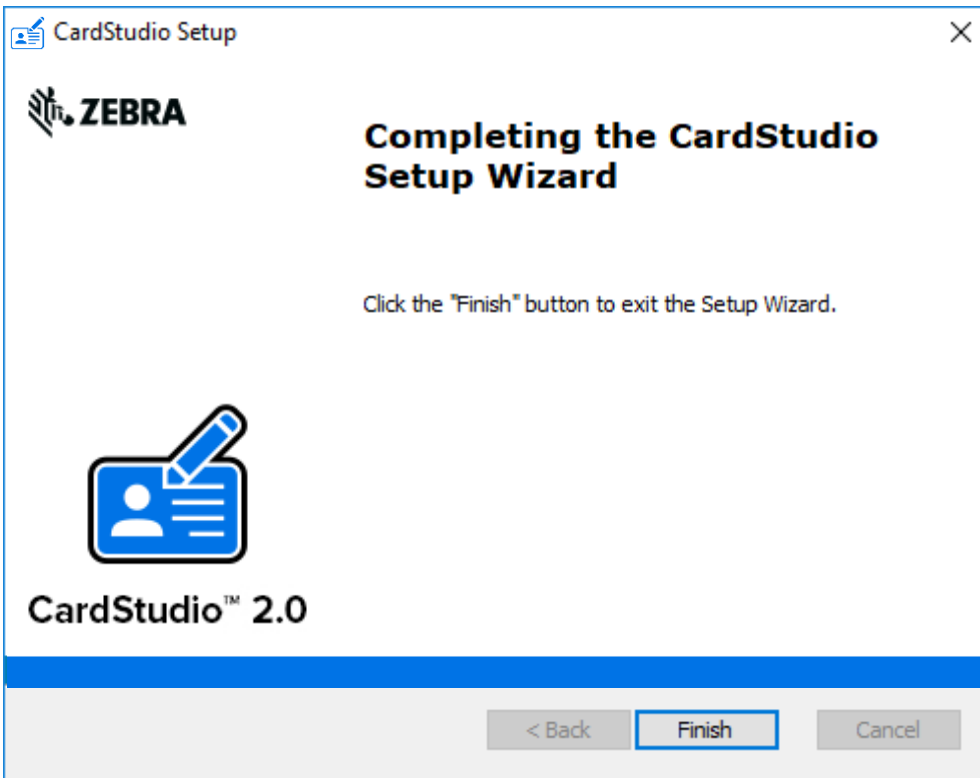 CardStudio Setup
ZEBRA
Completing the CardStudio
Setup Wizard
Click the "Finish" button to exit the Setup Wizard.
CardStudio™ 2.0
< Back
Finish
Cancel